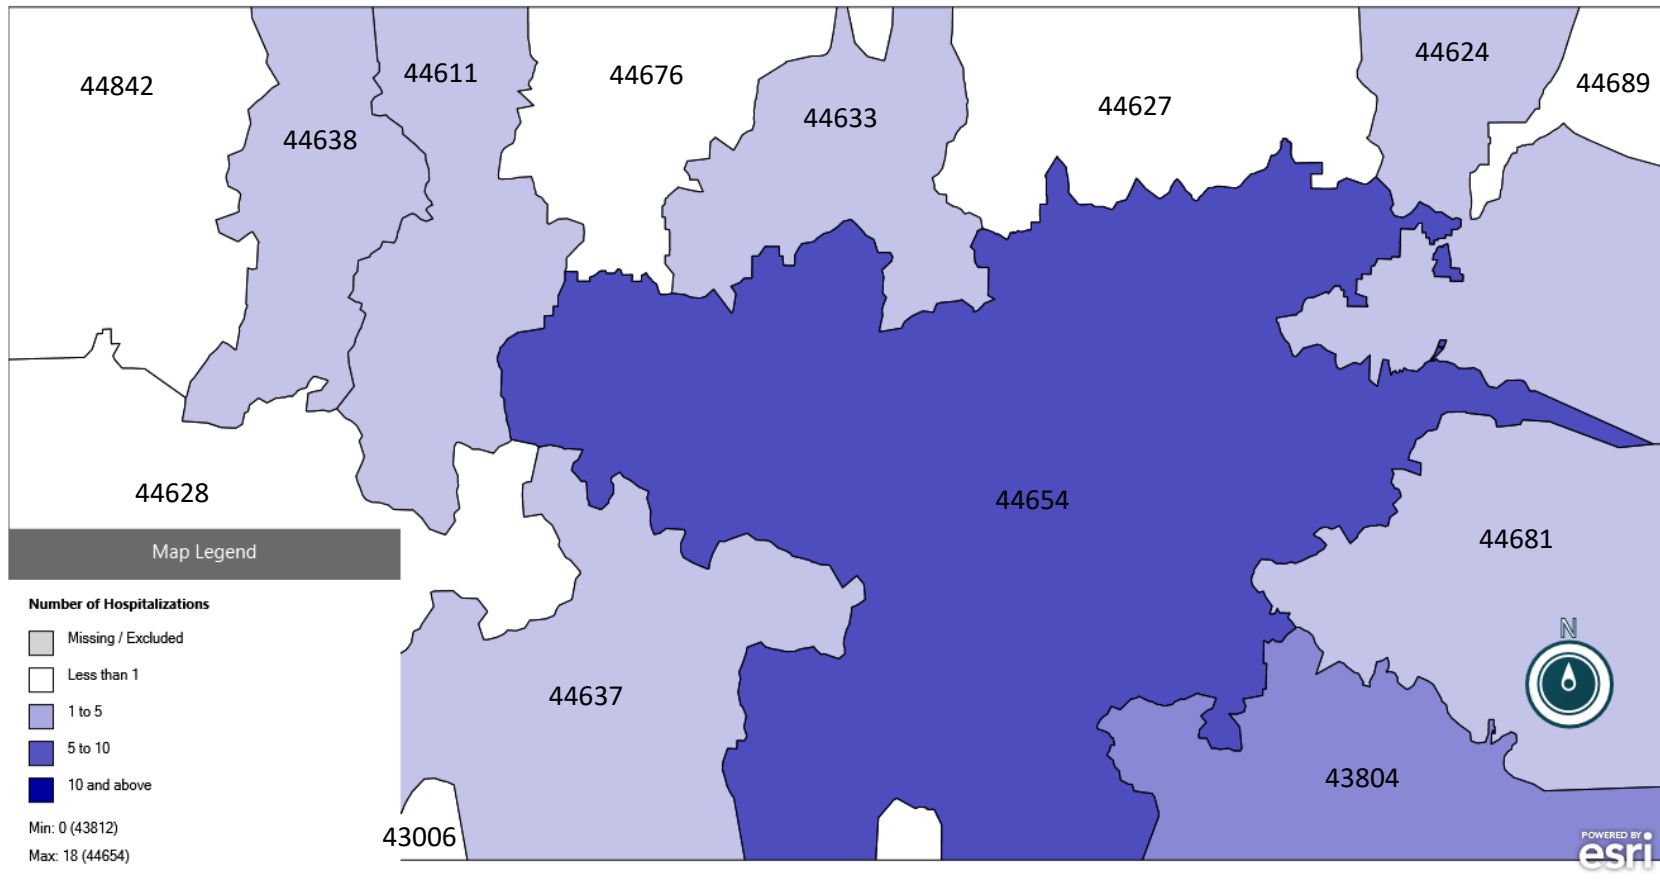 44842
44611
44676
44624
44689
44627
44633
44638
44628
44654
44681
44637
43804
43006
Map Legend
Number of Hospitalizations
Missing / Excluded
Less than 1
1 to 5
5 to 10
10 and above
Min: 0 (43812)
Max: 18 (44654)
N
POWERED BY
esri